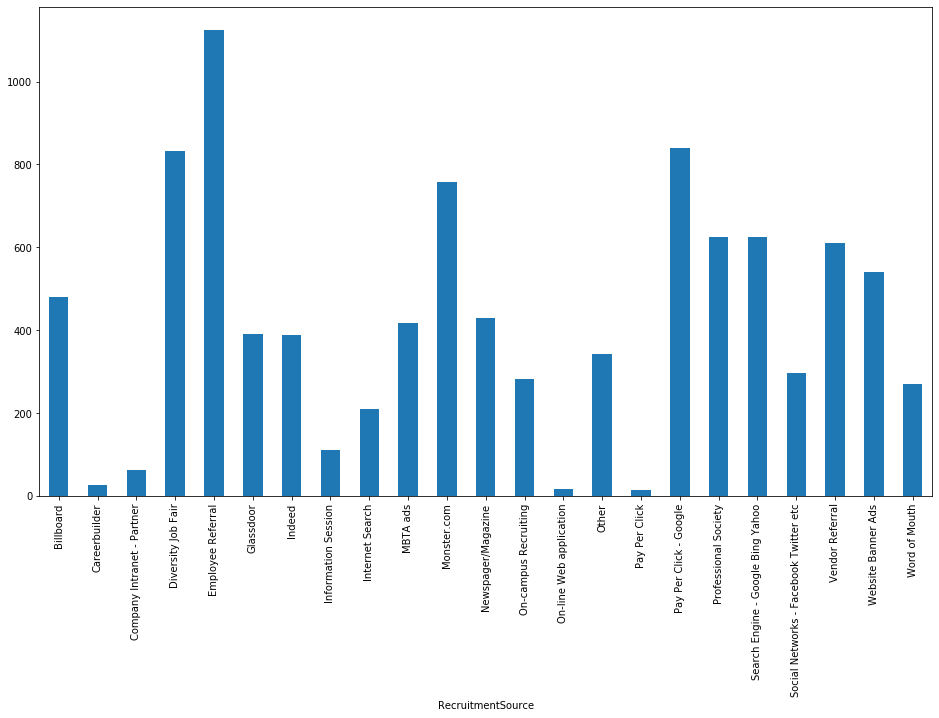 1000
800
600
400
200
0
Billboard
Careerbuilder
Company Intranet - Partner
Diversity Job Fair
Employee Referral
Glassdoor
Indeed
Information Session
Internet Search
MBTA ads
Monster.com
Newspager/Magazine
On-campus Recruiting
On-line Web application
Other
Pay Per Click
Pay Per Click - Google
Professional Society
Search Engine - Google Bing Yahoo
Social Networks - Facebook Twitter etc
Vendor Referral
Website Banner Ads
Word of Mouth
RecruitmentSource